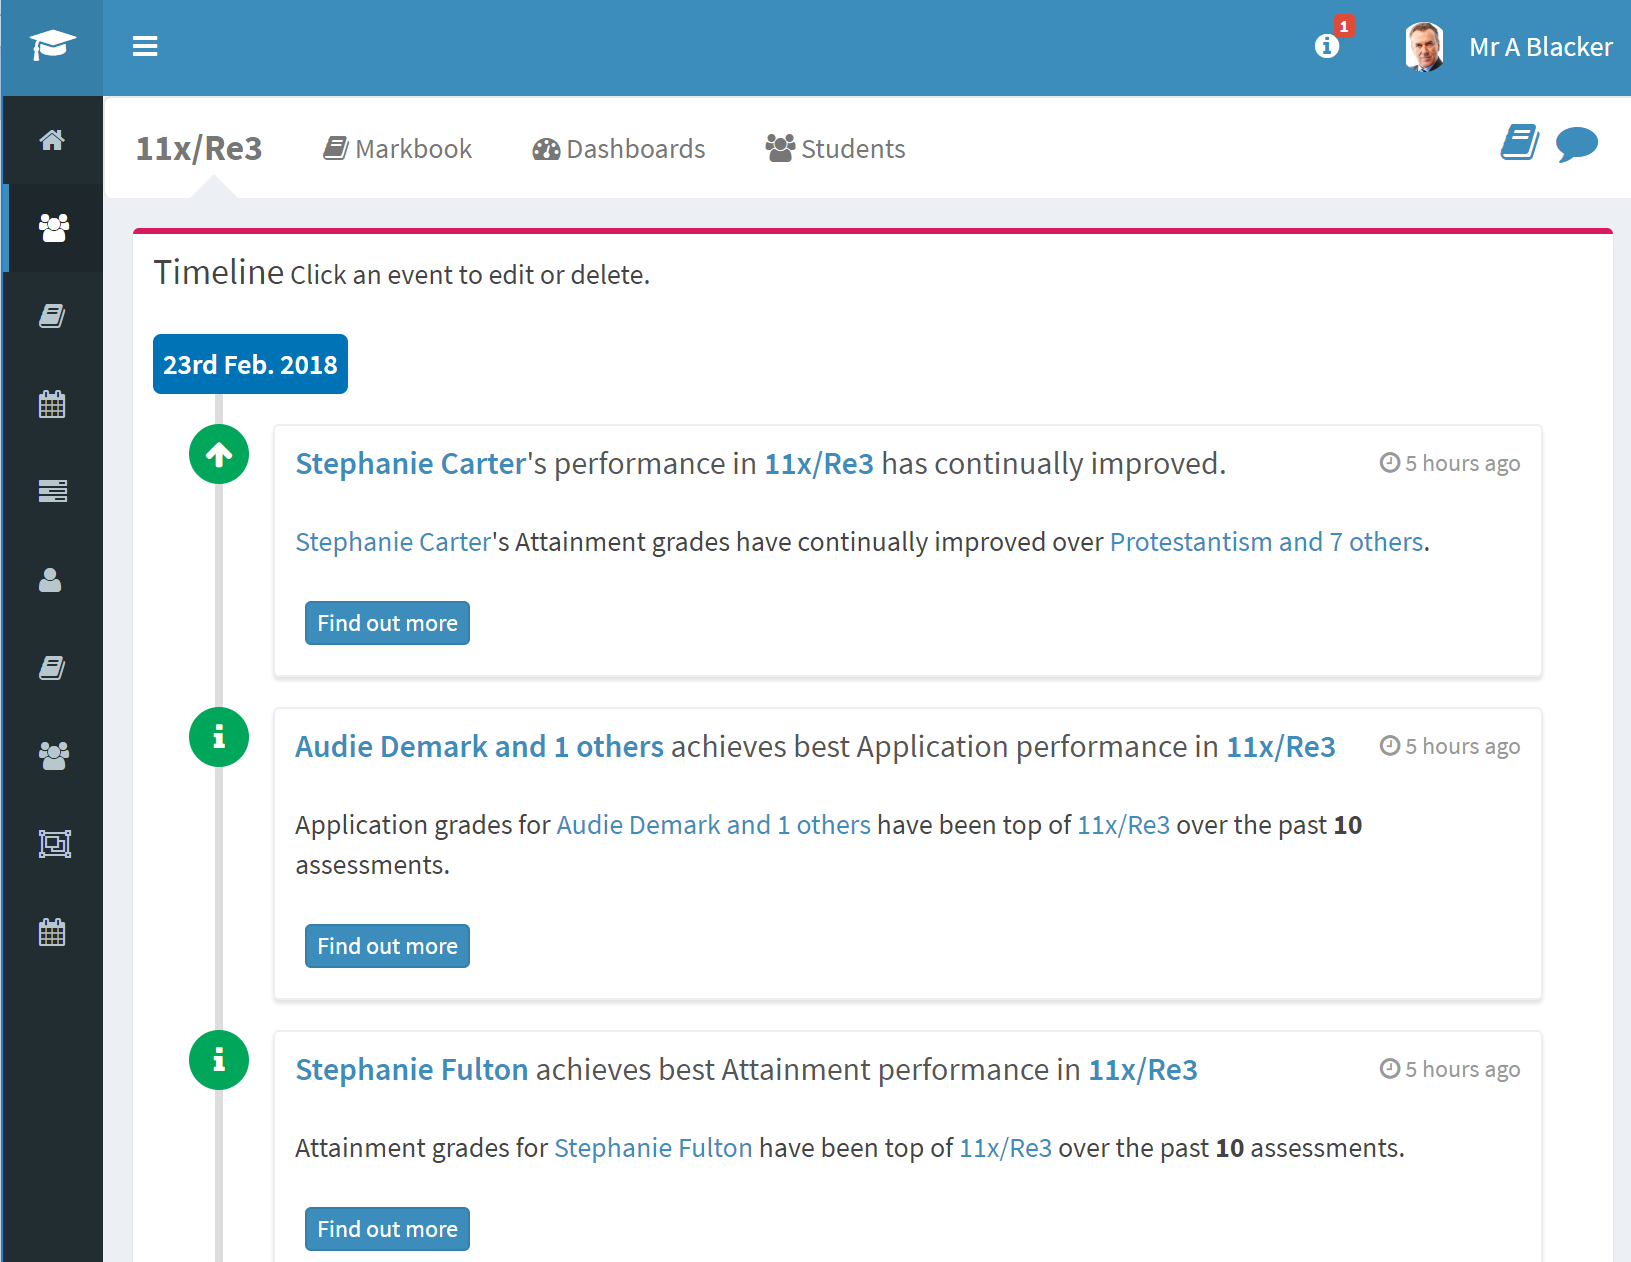 1
Mr A Blacker
11x/Re3 Markbook Dashboards Students
Timeline Click an event to edit or delete.
23rd Feb. 2018
Stephanie Carter's performance in 11x/Re3 has continually improved. 5 hours ago
Stephanie Carter's Attainment grades have continually improved over Protestantism and 7 others.
Find out more
Audie Demark and 1 others achieves best Application performance in 11x/Re3 5 hours ago
Application grades for Audie Demark and 1 others have been top of 11x/Re3 over the past 10
assessments.
Find out more
Stephanie Fulton achieves best Attainment performance in 11x/Re3 5 hours ago
Attainment grades for Stephanie Fulton have been top of 11x/Re3 over the past 10 assessments.
Find out more